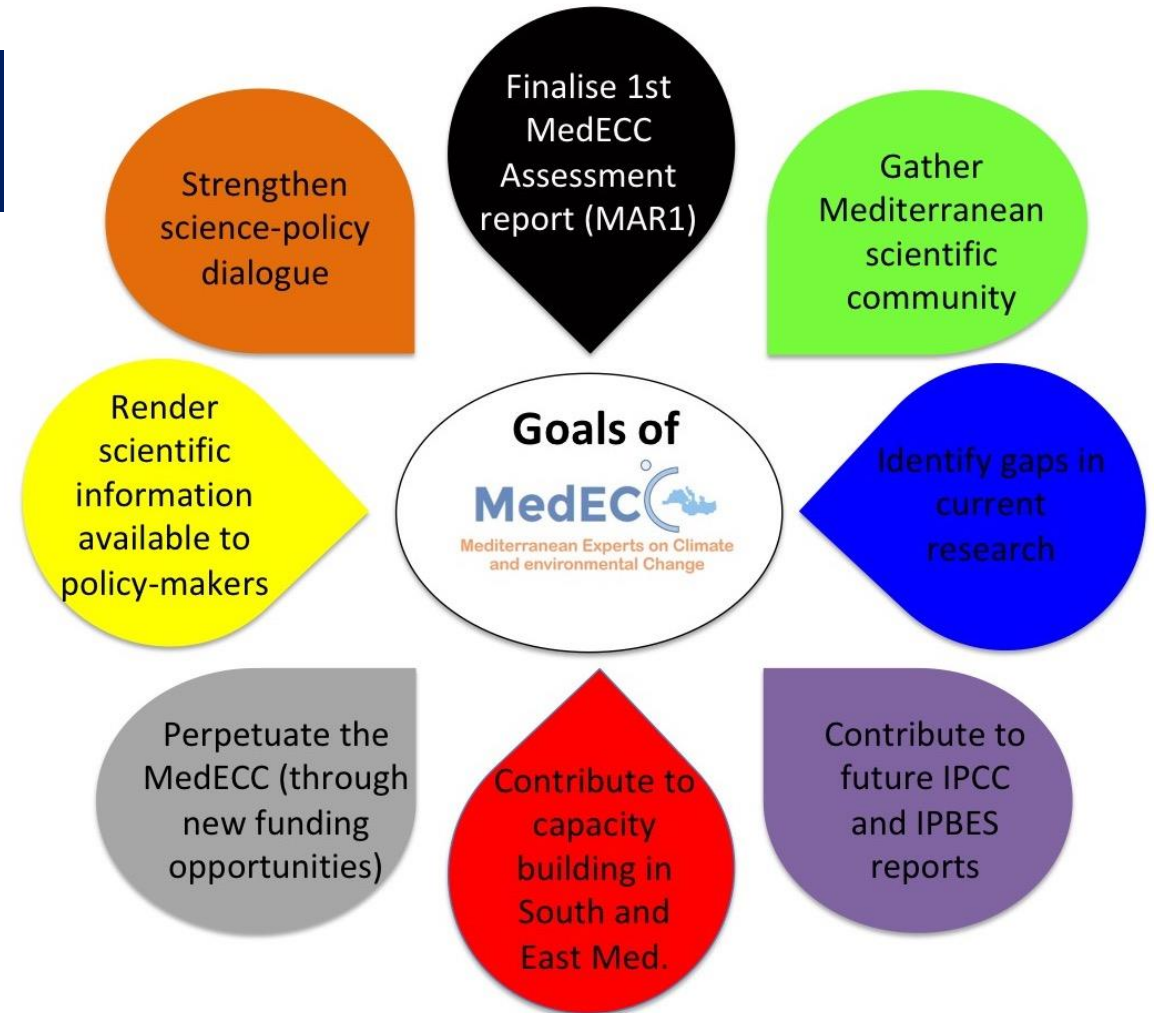 Finalise 1st
MedECC
Assessment
report (MAR1)
Strengthen
science-policy
dialogue
Gather
Mediterranean
scientific
community
Render
scientific
information
available to
policy-makers
Goals of
MedECC
Mediterranean Experts on Climate
and environmental Change
Identify gaps in
current
research
Perpetuate the
MedECC (through
new funding
opportunities)
Contribute to
capacity
building in
South and
East Med.
Contribute to
future IPCC
and IPBES
reports